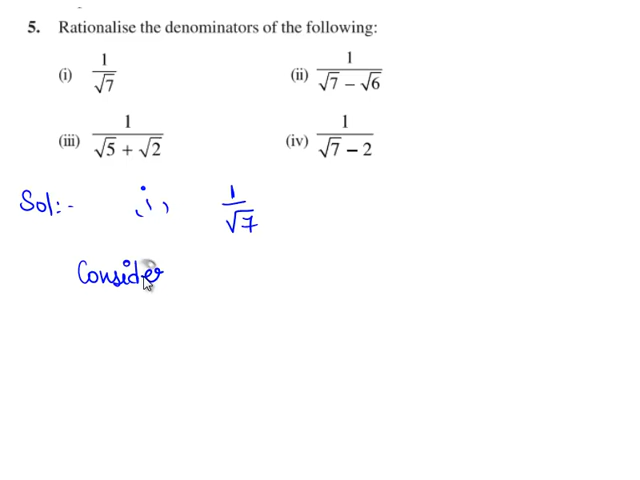 5. Rationalise the denominators of the following:
(i) 1/√7 (ii) 1/(√7 − √6)
(iii) 1/(√5 + √2) (iv) 1/(√7 − 2)
Sol:- (i) 1/√7
Consider